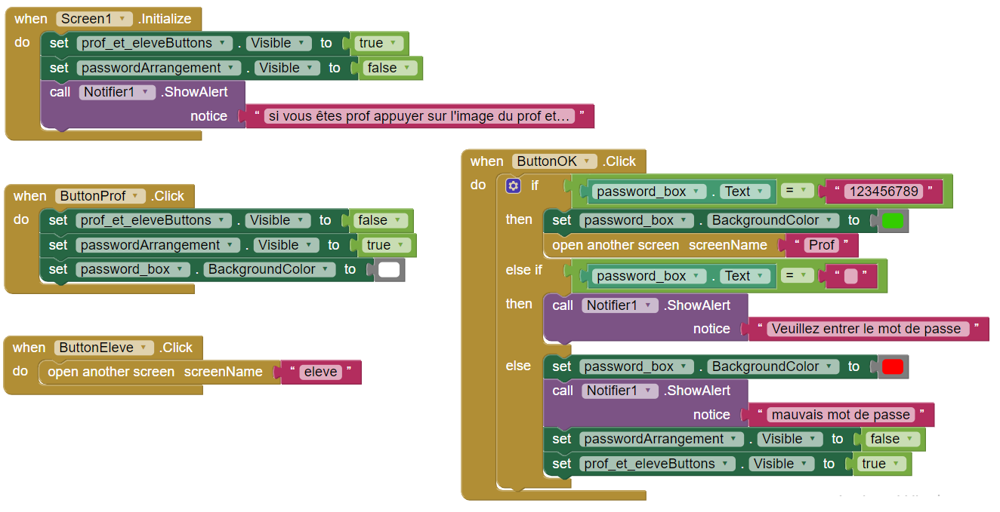 when Screen1 .Initialize
do set prof_et_eleveButtons . Visible to true
set passwordArrangement . Visible to false
call Notifier1 .ShowAlert
notice “ si vous êtes prof appuyer sur l'image du prof et… ”
when ButtonProf .Click
do set prof_et_eleveButtons . Visible to false
set passwordArrangement . Visible to true
set password_box . BackgroundColor to
when ButtonEleve .Click
do open another screen screenName “ eleve ”
when ButtonOK .Click
do if password_box . Text = “ 123456789 ”
then set password_box . BackgroundColor to
open another screen screenName “ Prof ”
else if password_box . Text = “ ”
then call Notifier1 .ShowAlert
notice “ Veuillez entrer le mot de passe ”
else set password_box . BackgroundColor to
call Notifier1 .ShowAlert
notice “ mauvais mot de passe ”
set passwordArrangement . Visible to false
set prof_et_eleveButtons . Visible to true